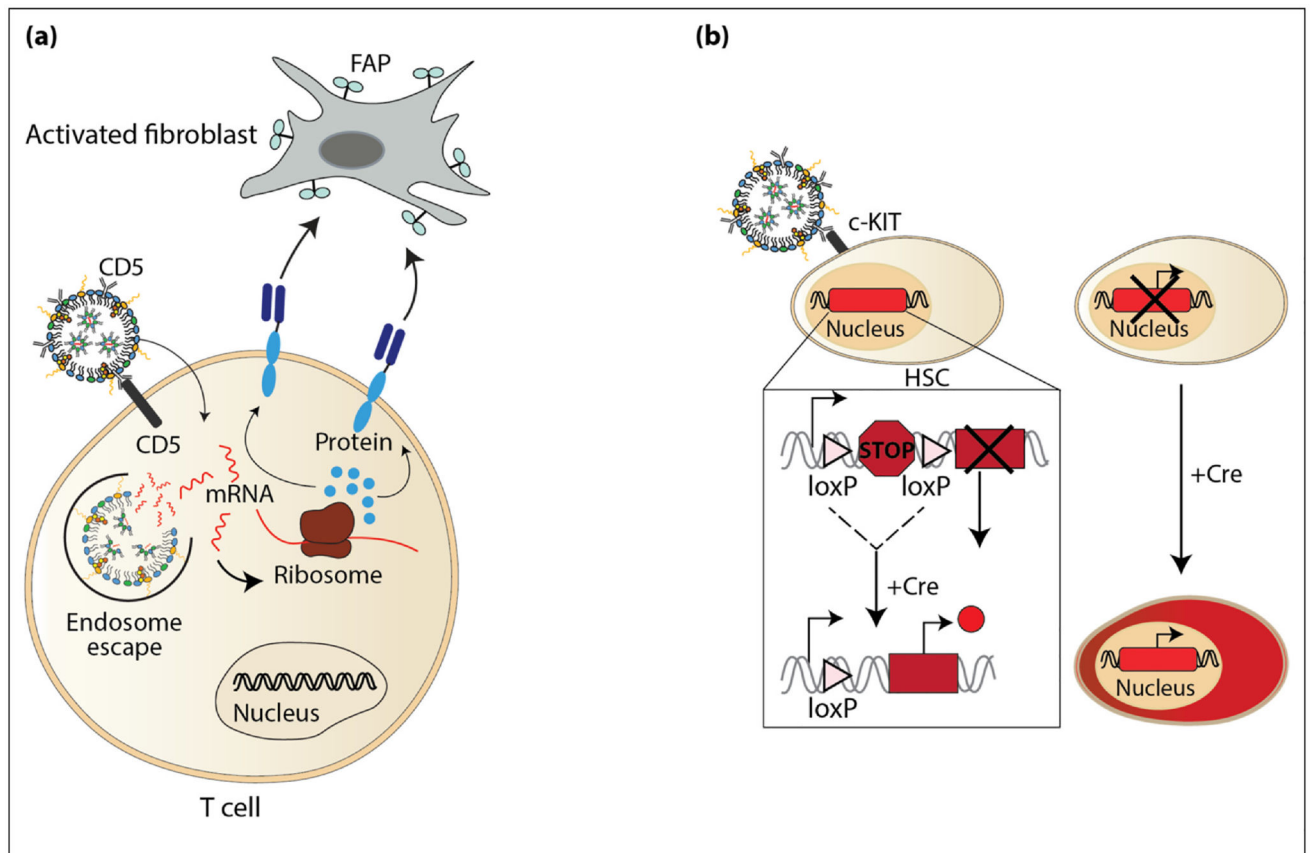 (a)
FAP
Activated fibroblast
CD5
CD5
Protein
mRNA
Ribosome
Endosome
escape
Nucleus
T cell
(b)
c-KIT
Nucleus
Nucleus
HSC
STOP
loxP
loxP
+Cre
+Cre
loxP
Nucleus